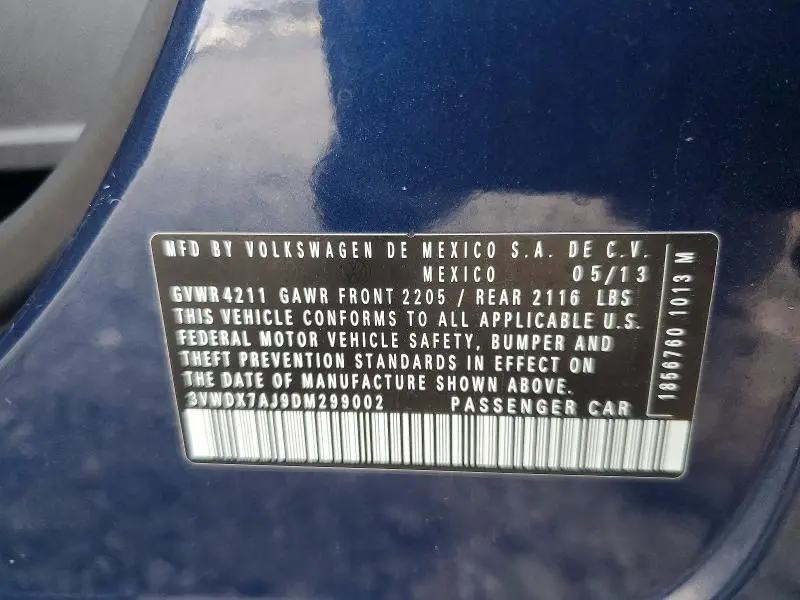 MFD BY VOLKSWAGEN DE MEXICO S.A. DE C.V.
MEXICO 05/13
GVWR 4211 GAWR FRONT 2205 / REAR 2116 LBS
THIS VEHICLE CONFORMS TO ALL APPLICABLE U.S.
FEDERAL MOTOR VEHICLE SAFETY, BUMPER AND
THEFT PREVENTION STANDARDS IN EFFECT ON
THE DATE OF MANUFACTURE SHOWN ABOVE.
3VWDX7AJ9DM299002 PASSENGER CAR
1856760 1013 M